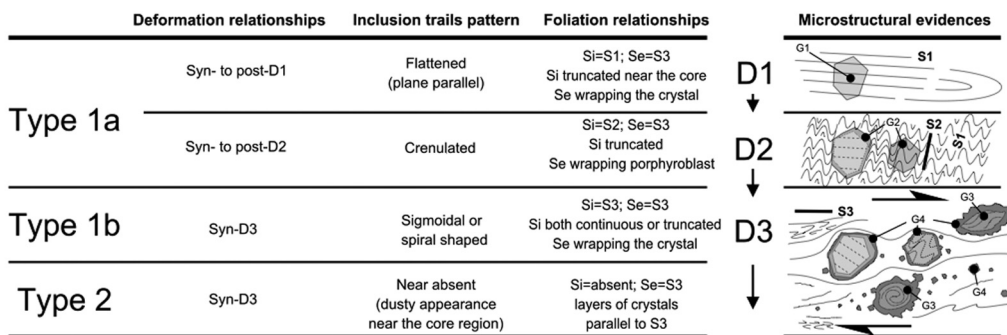 Deformation relationships Inclusion trails pattern Foliation relationships Microstructural evidences
Type 1a
Syn- to post-D1
Flattened
(plane parallel)
Si=S1; Se=S3
Si truncated near the core
Se wrapping the crystal
D1
G1
S1
Syn- to post-D2
Crenulated
Si=S2; Se=S3
Si truncated
Se wrapping porphyroblast
D2
G2
S2
S1
Type 1b
Syn-D3
Sigmoidal or
spiral shaped
Si=S3; Se=S3
Si both continuous or truncated
Se wrapping the crystal
D3
S3
G4
G3
Type 2
Syn-D3
Near absent
(dusty appearance
near the core region)
Si=absent; Se=S3
layers of crystals
parallel to S3
G4
G3